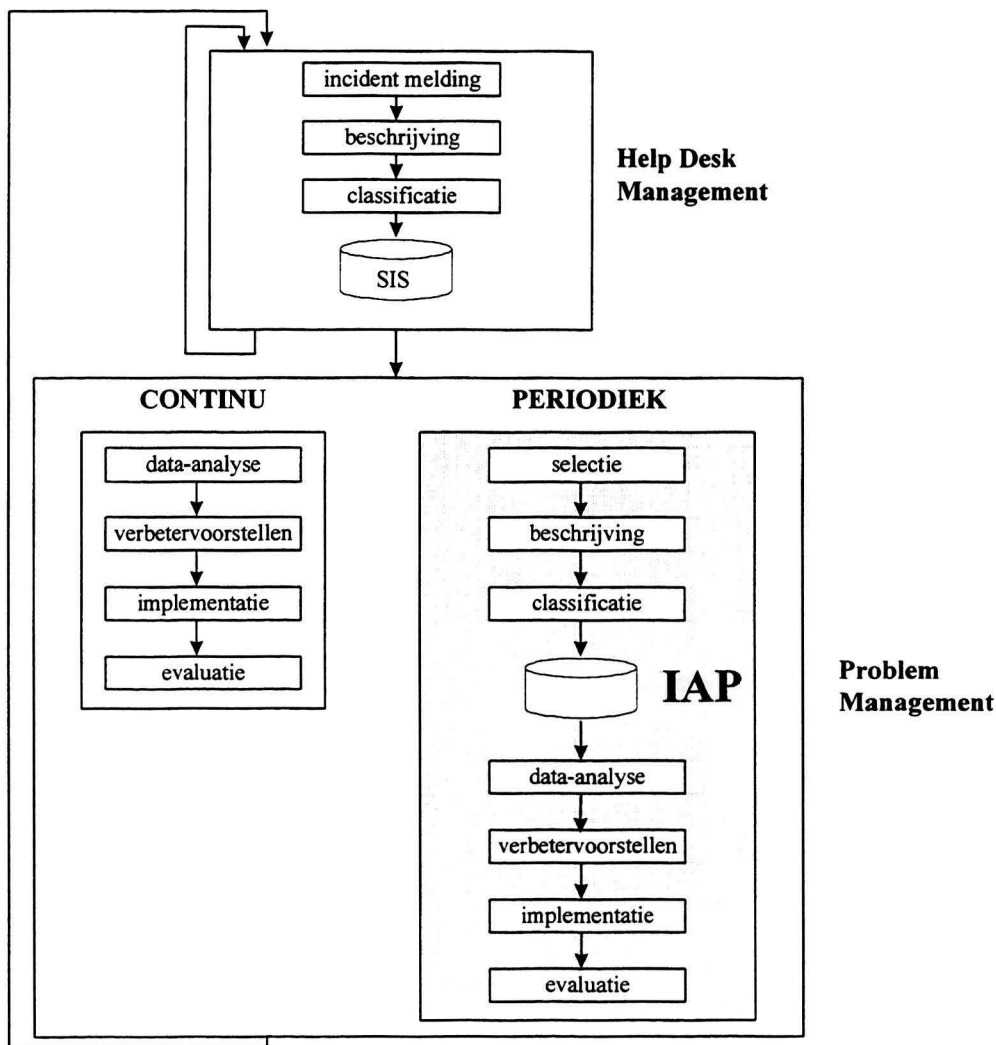 incident melding
beschrijving
classificatie
SIS
Help Desk
Management
CONTINU
data-analyse
verbetervoorstellen
implementatie
evaluatie
PERIODIEK
selectie
beschrijving
classificatie
IAP
data-analyse
verbetervoorstellen
implementatie
evaluatie
Problem
Management